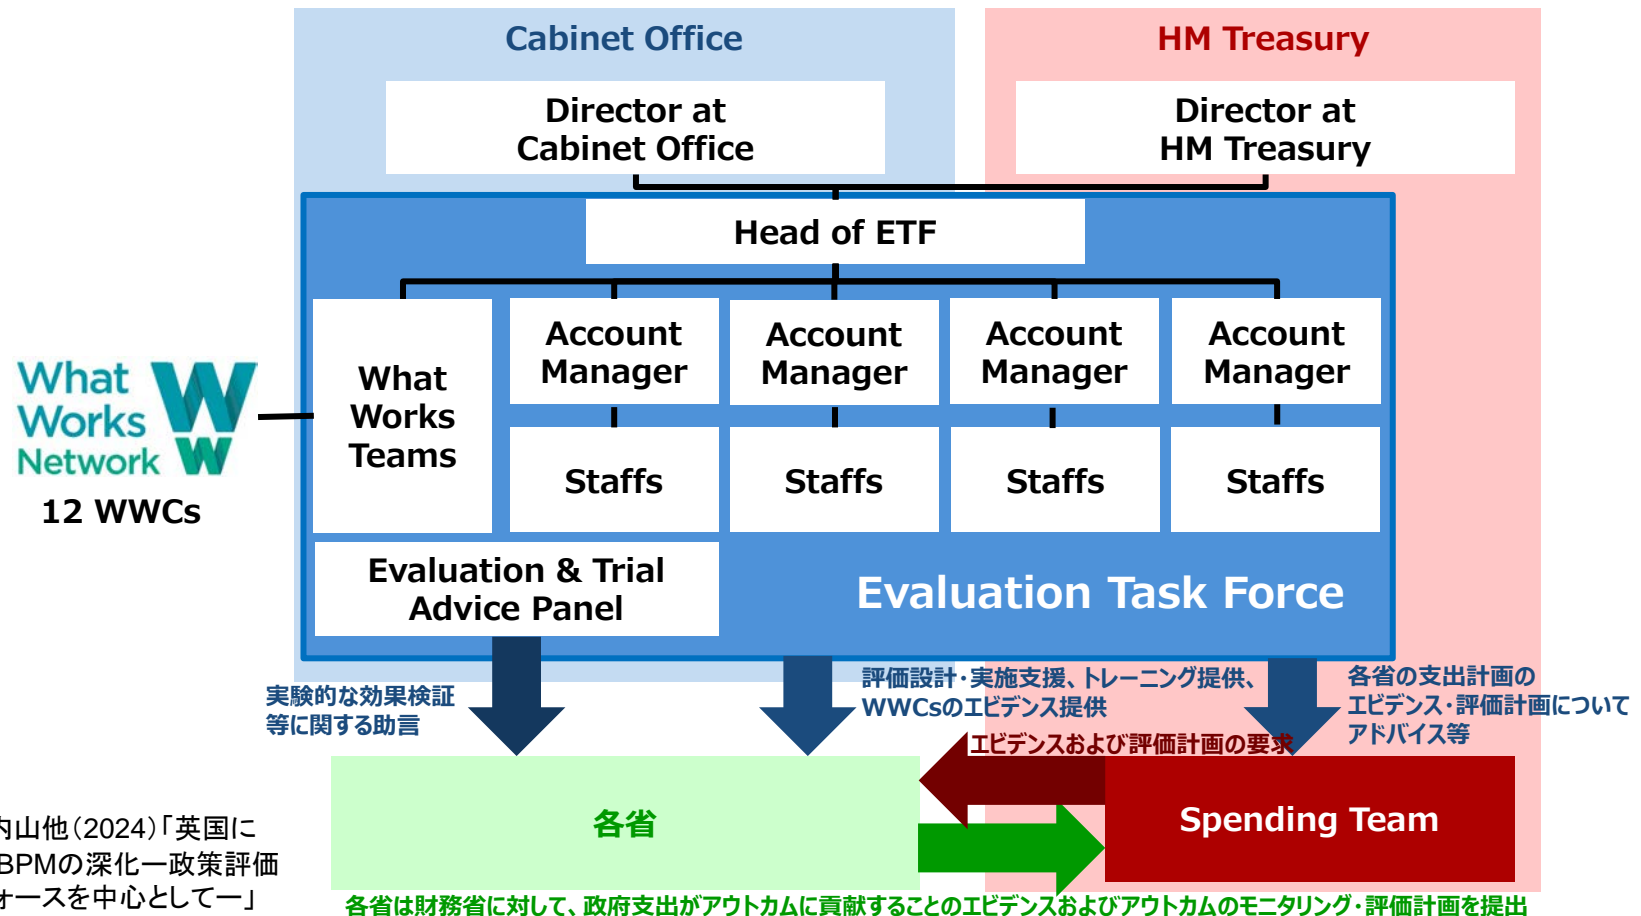 Cabinet Office
HM Treasury
Director at
Cabinet Office
Director at
HM Treasury
Head of ETF
What
Works
Teams
Account
Manager
Account
Manager
Account
Manager
Account
Manager
Staffs
Staffs
Staffs
Staffs
What
Works
Network
12 WWCs
Evaluation & Trial
Advice Panel
Evaluation Task Force
実験的な効果検証
等に関する助言
評価設計・実施支援、トレーニング提供、
WWCsのエビデンス提供
各省の支出計画の
エビデンス・評価計画について
アドバイス等
エビデンスおよび評価計画の要求
各省
Spending Team
内山他（2024）「英国に
BPMの深化ー政策評価
ォースを中心としてー」
各省は財務省に対して、政府支出がアウトカムに貢献することのエビデンスおよびアウトカムのモニタリング・評価計画を提出